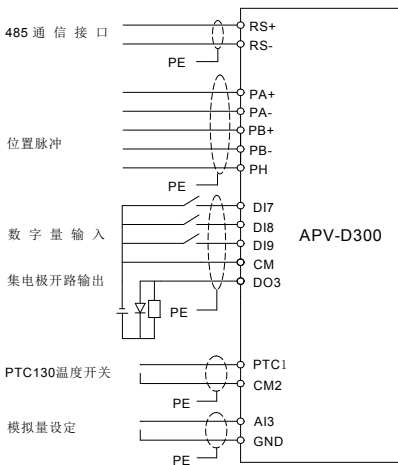 485 通 信 接 口
RS+
RS-
PE
PA+
PA-
位置脉冲
PB+
PB-
PH
PE
DI7
数 字 量 输 入
DI8
DI9
APV-D300
CM
集电极开路输出
DO3
PE
PTC130温度开关
PTC1
CM2
PE
模拟量设定
AI3
GND
PE